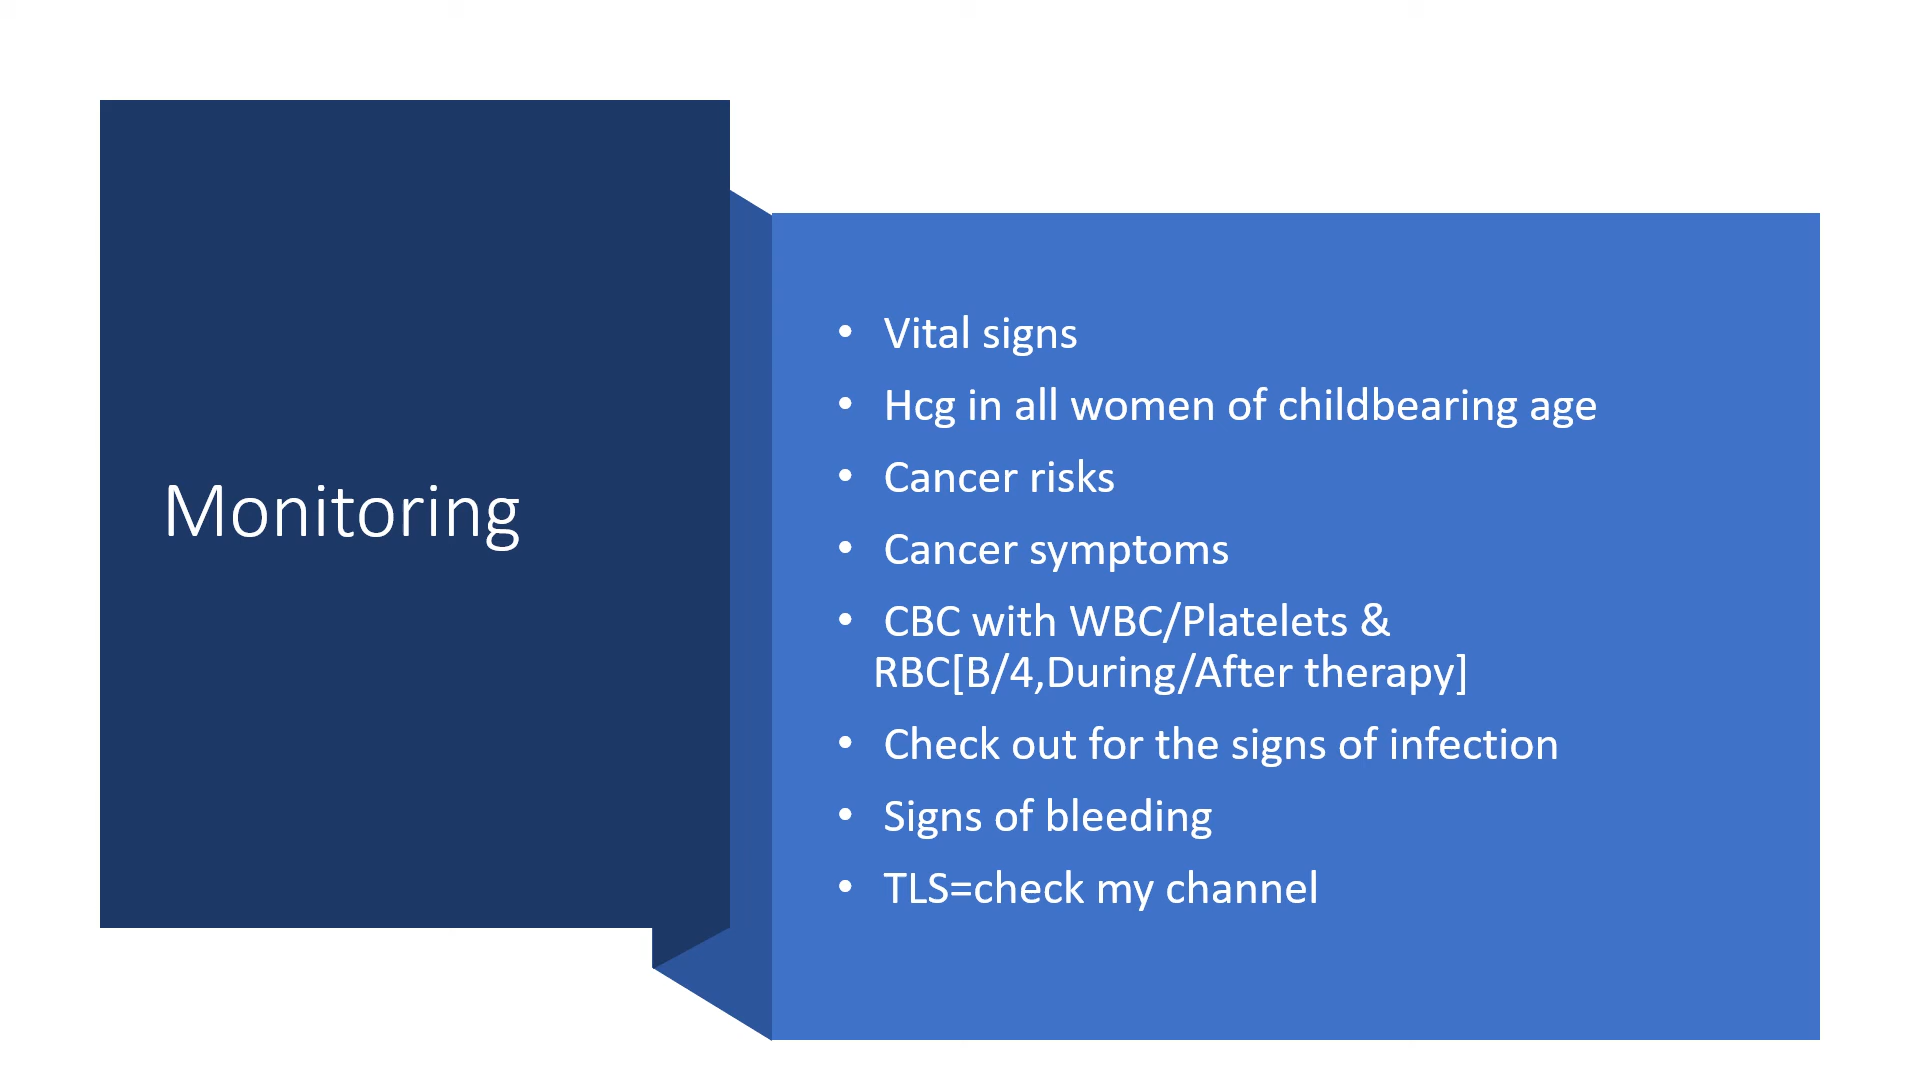 Monitoring
• Vital signs
• Hcg in all women of childbearing age
• Cancer risks
• Cancer symptoms
• CBC with WBC/Platelets &
RBC[B/4,During/After therapy]
• Check out for the signs of infection
• Signs of bleeding
• TLS=check my channel